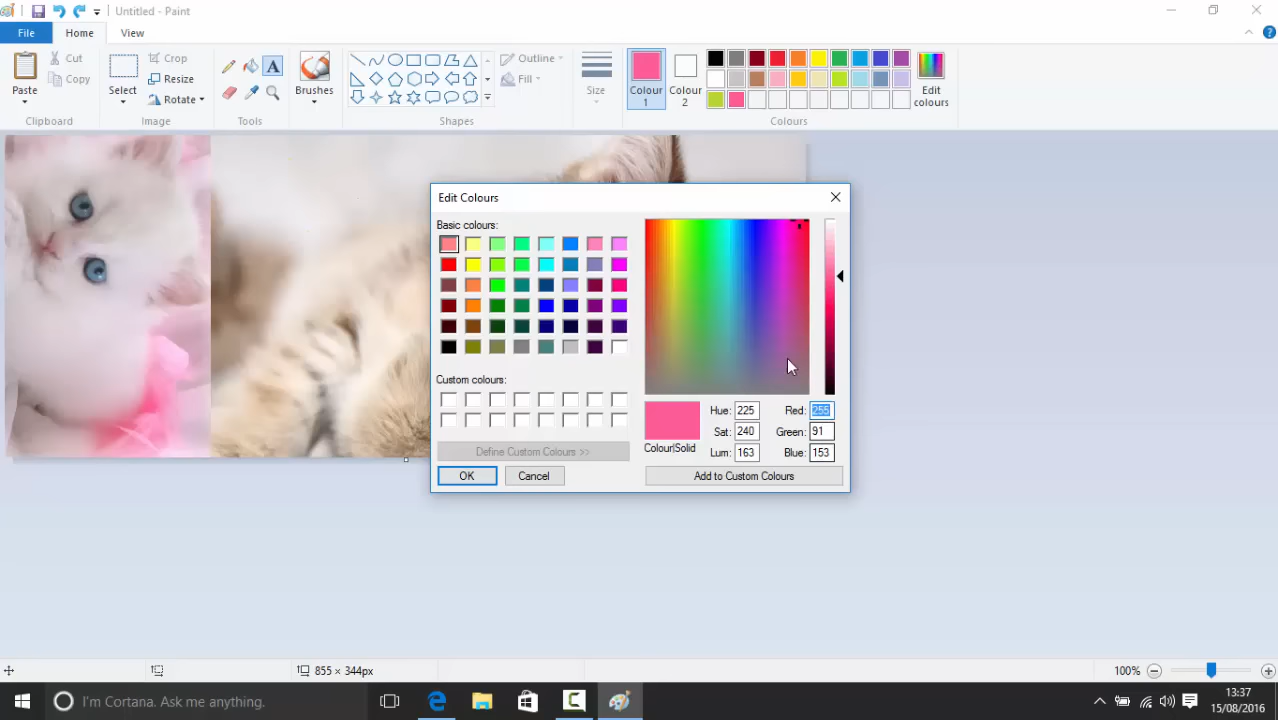 Untitled - Paint
File
Home
View
Paste
Cut
Copy
Clipboard
Select
Crop
Resize
Rotate
Image
A
Tools
Brushes
Outline
Fill
Shapes
Size
Colour 1
Colour 2
Edit colours
Colours
Edit Colours
Basic colours:
Custom colours:
Define Custom Colours >>
OK
Cancel
Colour|Solid
Hue: 225
Sat: 240
Lum: 163
Red: 255
Green: 91
Blue: 153
Add to Custom Colours
855 × 344px
100%
I'm Cortana. Ask me anything.
13:37
15/08/2016